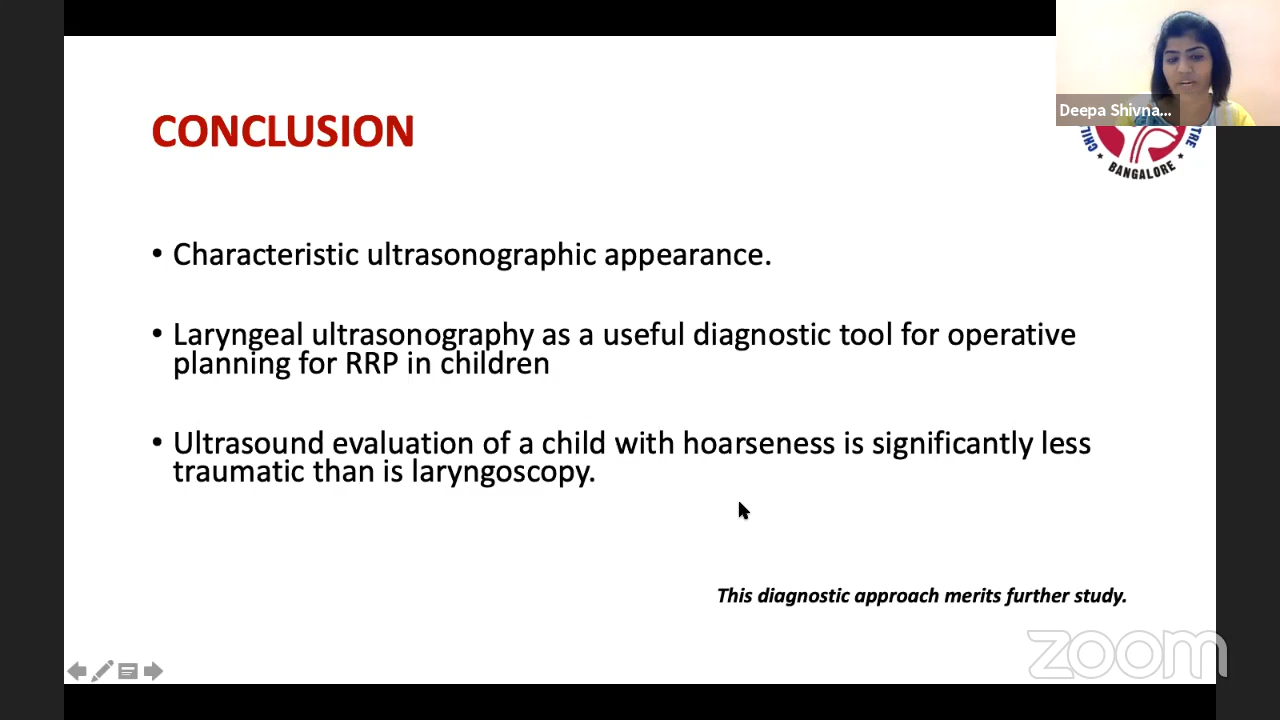 Deepa Shivna...
CHIL
TRE
BANGALORE
CONCLUSION
• Characteristic ultrasonographic appearance.
• Laryngeal ultrasonography as a useful diagnostic tool for operative
planning for RRP in children
• Ultrasound evaluation of a child with hoarseness is significantly less
traumatic than is laryngoscopy.
This diagnostic approach merits further study.
zoom